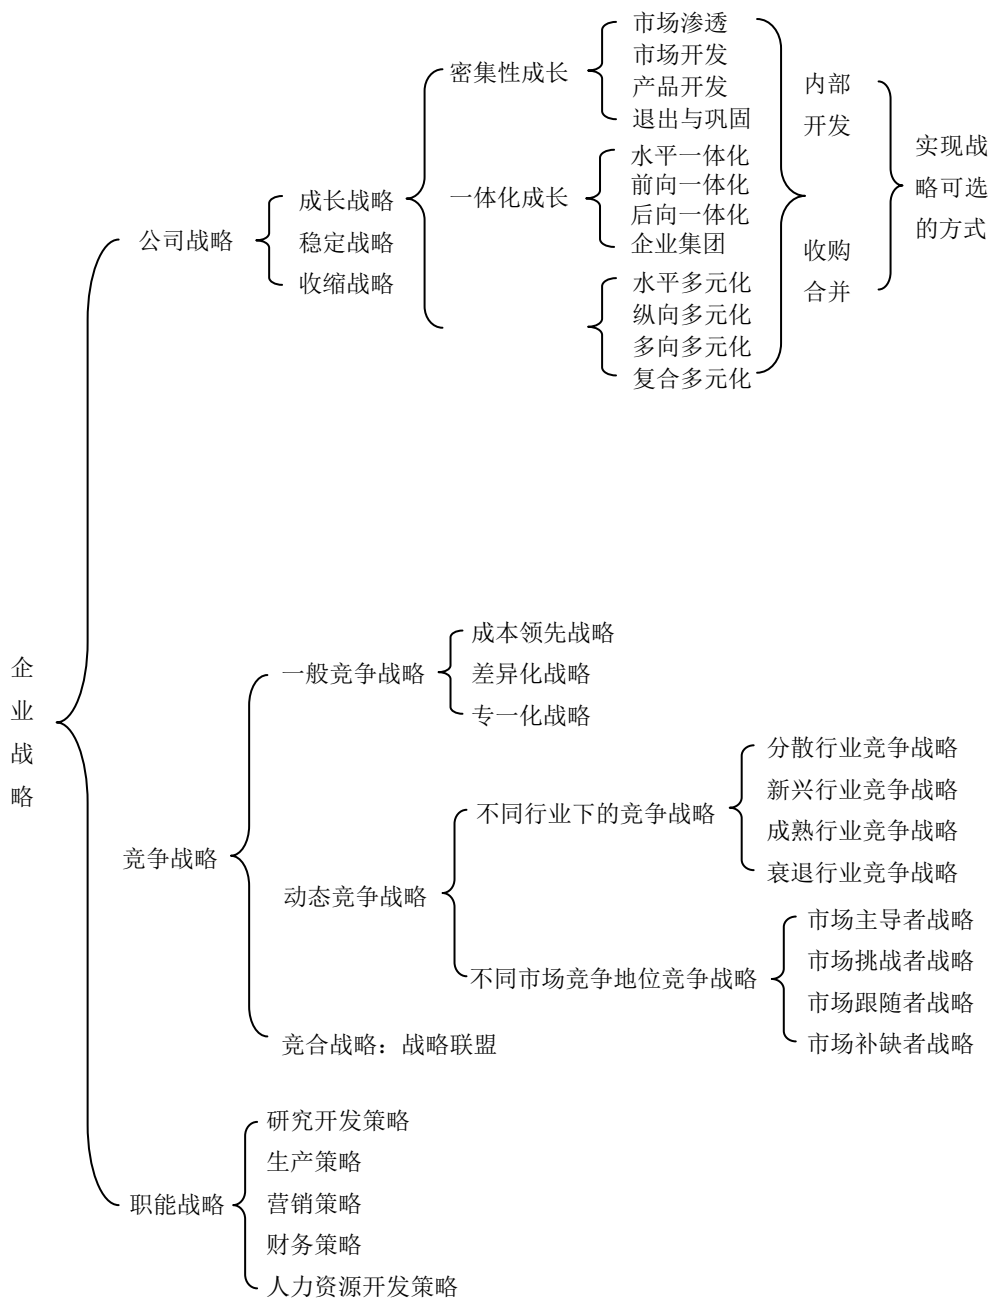 市场渗透
市场开发
密集性成长
产品开发
退出与巩固
内部
开发
水平一体化
前向一体化
一体化成长
后向一体化
企业集团
实现战
略可选
的方式
公司战略
成长战略
稳定战略
收缩战略
收购
合并
水平多元化
纵向多元化
多向多元化
复合多元化
企
业
战
略
成本领先战略
一般竞争战略
差异化战略
专一化战略
分散行业竞争战略
新兴行业竞争战略
不同行业下的竞争战略
成熟行业竞争战略
衰退行业竞争战略
竞争战略
动态竞争战略
市场主导者战略
市场挑战者战略
不同市场竞争地位竞争战略
市场跟随者战略
市场补缺者战略
竞合战略：战略联盟
研究开发策略
生产策略
职能战略
营销策略
财务策略
人力资源开发策略